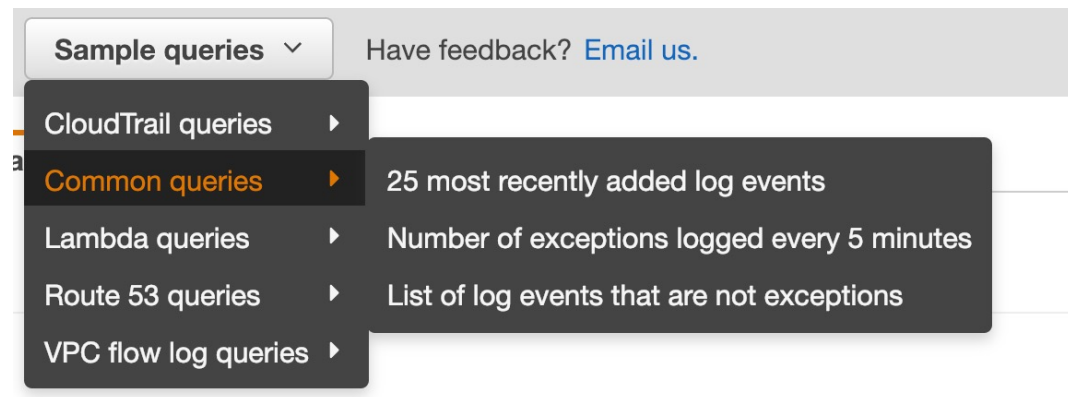 Sample queries
Have feedback? Email us.
CloudTrail queries
Common queries
Lambda queries
Route 53 queries
VPC flow log queries
25 most recently added log events
Number of exceptions logged every 5 minutes
List of log events that are not exceptions